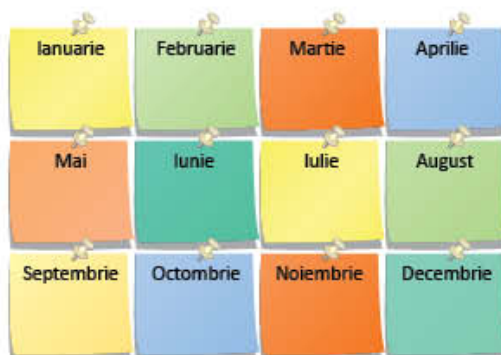 Ianuarie Februarie Martie Aprilie
Mai Iunie Iulie August
Septembrie Octombrie Noiembrie Decembrie